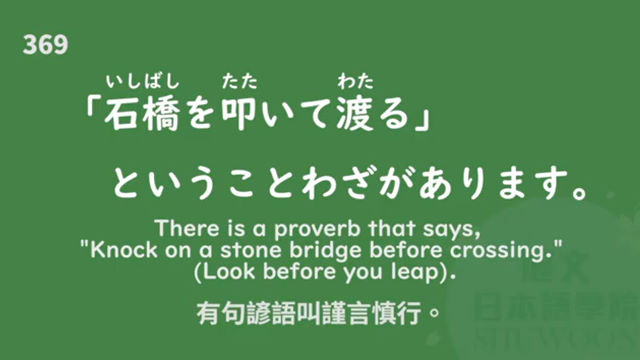 369
いしばし たた わた
「石橋を叩いて渡る」
ということわざがあります。
There is a proverb that says,
"Knock on a stone bridge before crossing."
(Look before you leap).
有句諺語叫謹言慎行。
日本語學院